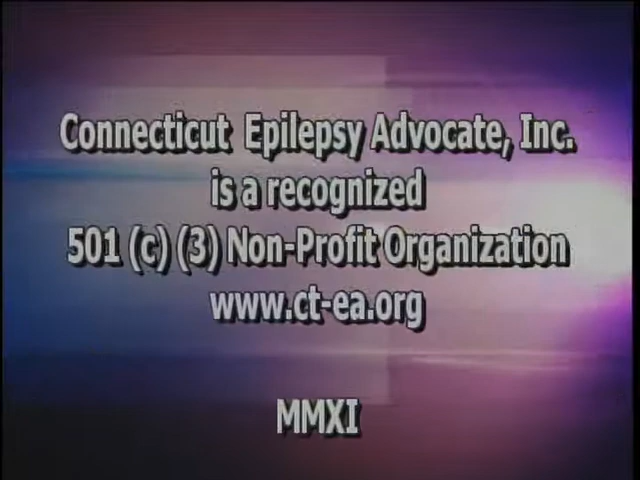 Connecticut Epilepsy Advocate, Inc.
is a recognized
501 (c) (3) Non-Profit Organization
www.ct-ea.org
MMXI